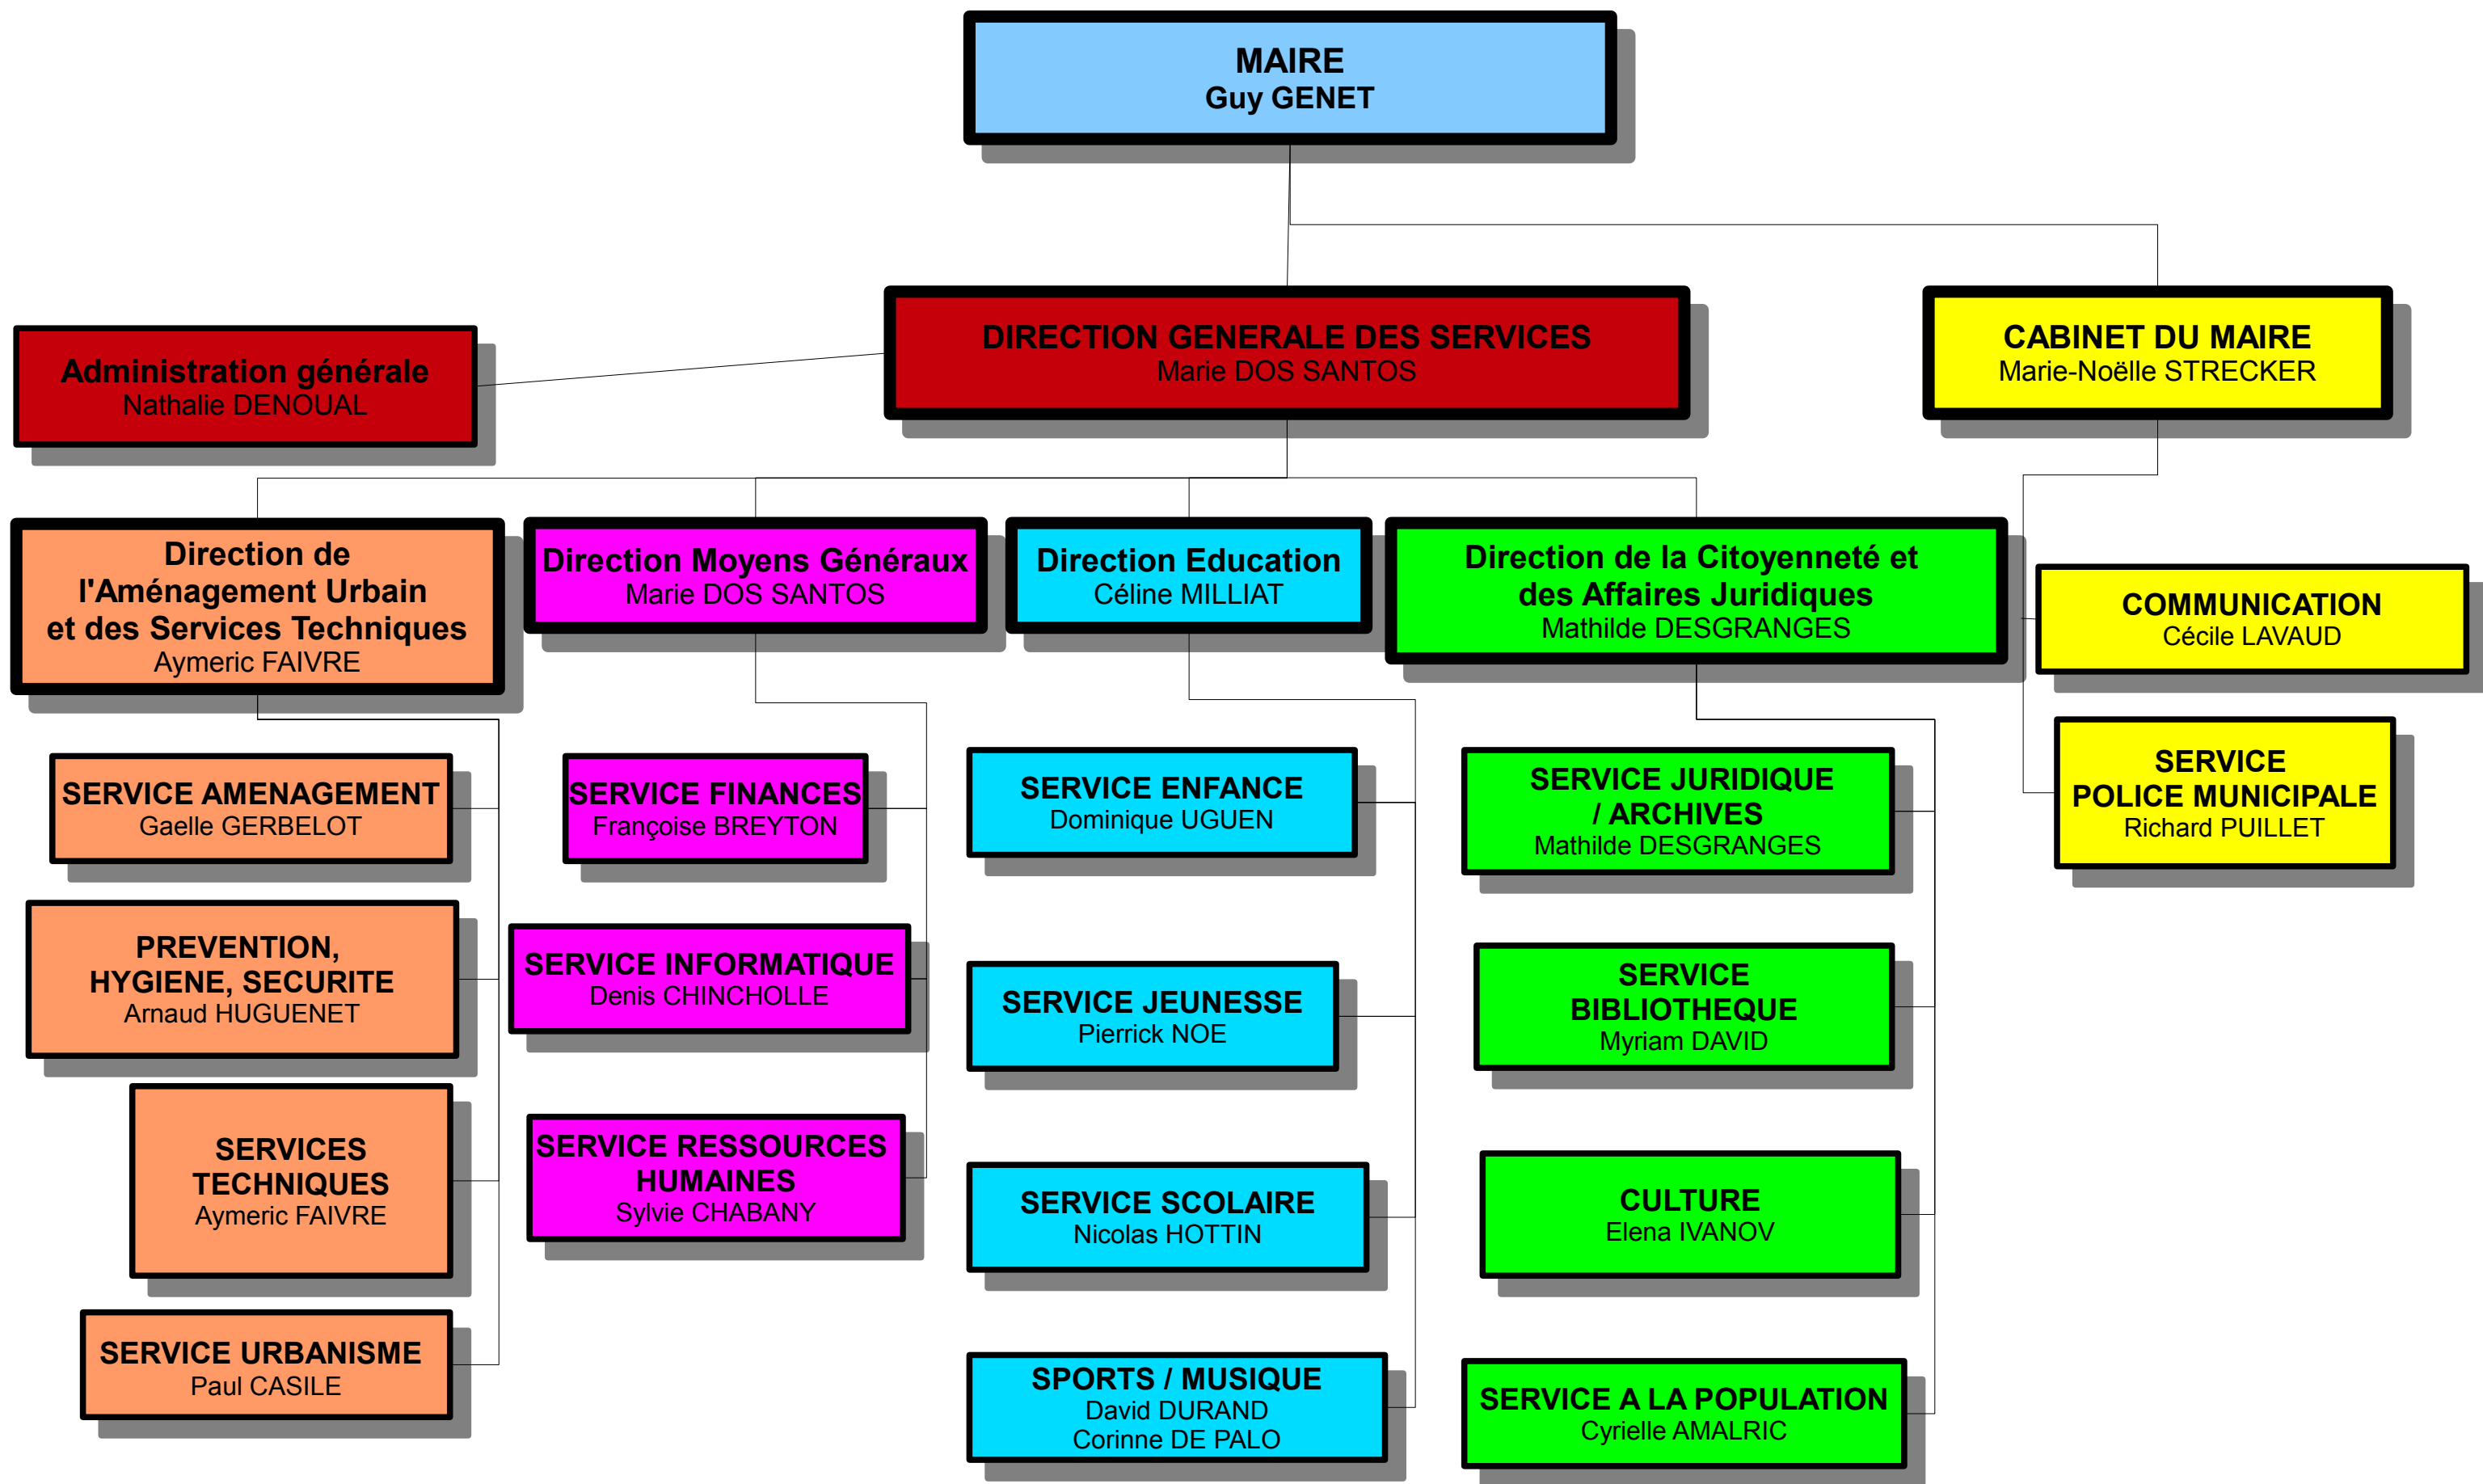 MAIRE
Guy GENET
DIRECTION GENERALE DES SERVICES
Marie DOS SANTOS
CABINET DU MAIRE
Marie-Noëlle STRECKER
Administration générale
Nathalie DENOUAL
Direction de
l'Aménagement Urbain
et des Services Techniques
Aymeric FAIVRE
Direction Moyens Généraux
Marie DOS SANTOS
Direction Education
Céline MILLIAT
Direction de la Citoyenneté et
des Affaires Juridiques
Mathilde DESGRANGES
COMMUNICATION
Cécile LAVAUD
SERVICE
POLICE MUNICIPALE
Richard PUILLET
SERVICE AMENAGEMENT
Gaelle GERBELOT
PREVENTION,
HYGIENE, SECURITE
Arnaud HUGUENET
SERVICES
TECHNIQUES
Aymeric FAIVRE
SERVICE URBANISME
Paul CASILE
SERVICE FINANCES
Françoise BREYTON
SERVICE INFORMATIQUE
Denis CHINCHOLLE
SERVICE RESSOURCES
HUMAINES
Sylvie CHABANY
SERVICE ENFANCE
Dominique UGUEN
SERVICE JEUNESSE
Pierrick NOE
SERVICE SCOLAIRE
Nicolas HOTTIN
SPORTS / MUSIQUE
David DURAND
Corinne DE PALO
SERVICE JURIDIQUE
/ ARCHIVES
Mathilde DESGRANGES
SERVICE
BIBLIOTHEQUE
Myriam DAVID
CULTURE
Elena IVANOV
SERVICE A LA POPULATION
Cyrielle AMALRIC